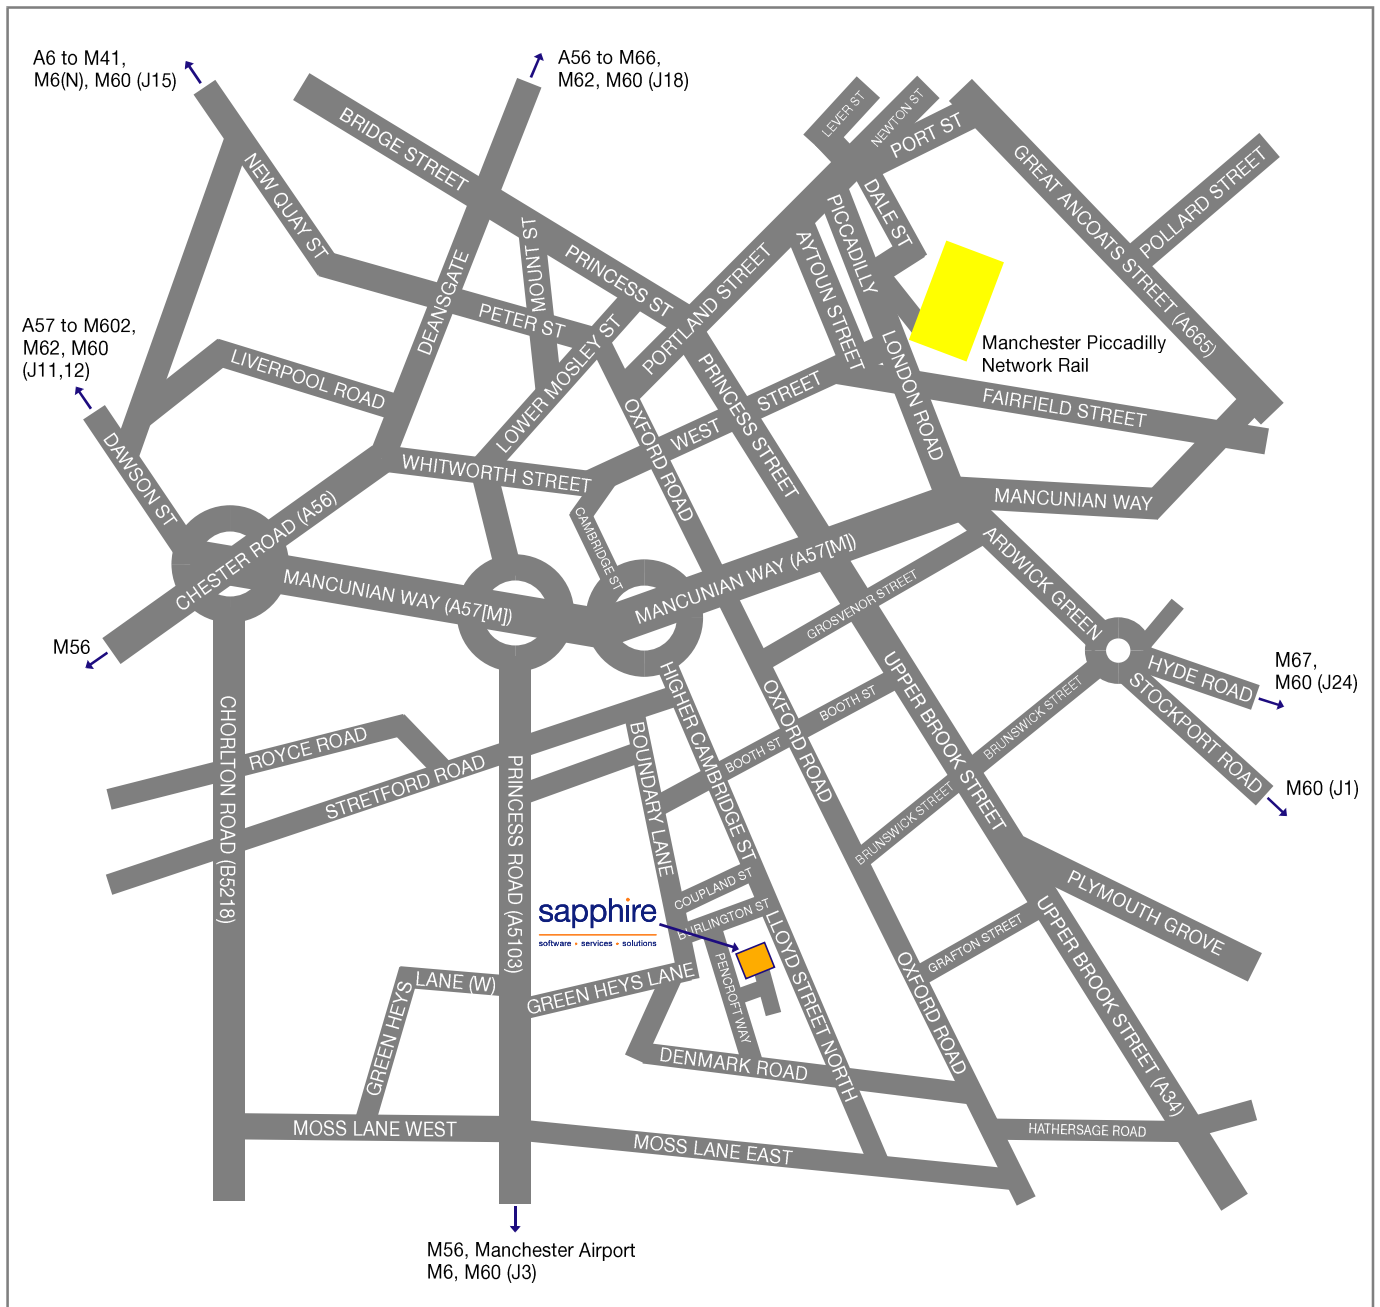 A6 to M41,
M6(N), M60 (J15)
A56 to M66,
M62, M60 (J18)
BRIDGE STREET
LEVER ST
NEWTON ST
PORT ST
NEW QUAY ST
GREAT ANCOATS STREET (A665)
POLLARD STREET
DALE ST
PICCADILLY
MOUNT ST
PRINCESS ST
AYTOUN STREET
PORTLAND STREET
DEANSGATE
PETER ST
A57 to M602,
M62, M60
(J11,12)
LIVERPOOL ROAD
LOWER MOSLEY ST
Manchester Piccadilly
Network Rail
LONDON ROAD
PRINCESS STREET
WEST
STREET
FAIRFIELD STREET
OXFORD ROAD
DAWSON ST
WHITWORTH STREET
CHESTER ROAD (A56)
CAMBRIDGE ST
MANCUNIAN WAY
MANCUNIAN WAY (A57[M])
MANCUNIAN WAY (A57[M])
ARDWICK GREEN
GROSVENOR STREET
M56
HYDE ROAD
M67,
M60 (J24)
STOCKPORT ROAD
M60 (J1)
CHORLTON ROAD (B5218)
ROYCE ROAD
STRETFORD ROAD
PRINCESS ROAD (A5103)
BOUNDARY LANE
HIGHER CAMBRIDGE ST
BOOTH ST
BOOTH ST
OXFORD ROAD
UPPER BROOK STREET
BRUNSWICK STREET
BRUNSWICK STREET
COUPLAND ST
BURLINGTON ST
sapphire
software • services • solutions
PLYMOUTH GROVE
GRAFTON STREET
UPPER BROOK STREET (A34)
LLOYD STREET NORTH
PENCROFT WAY
OXFORD ROAD
GREEN HEYS LANE
GREEN HEYS
LANE (W)
DENMARK ROAD
MOSS LANE WEST
MOSS LANE EAST
HATHERSAGE ROAD
M56, Manchester Airport
M6, M60 (J3)